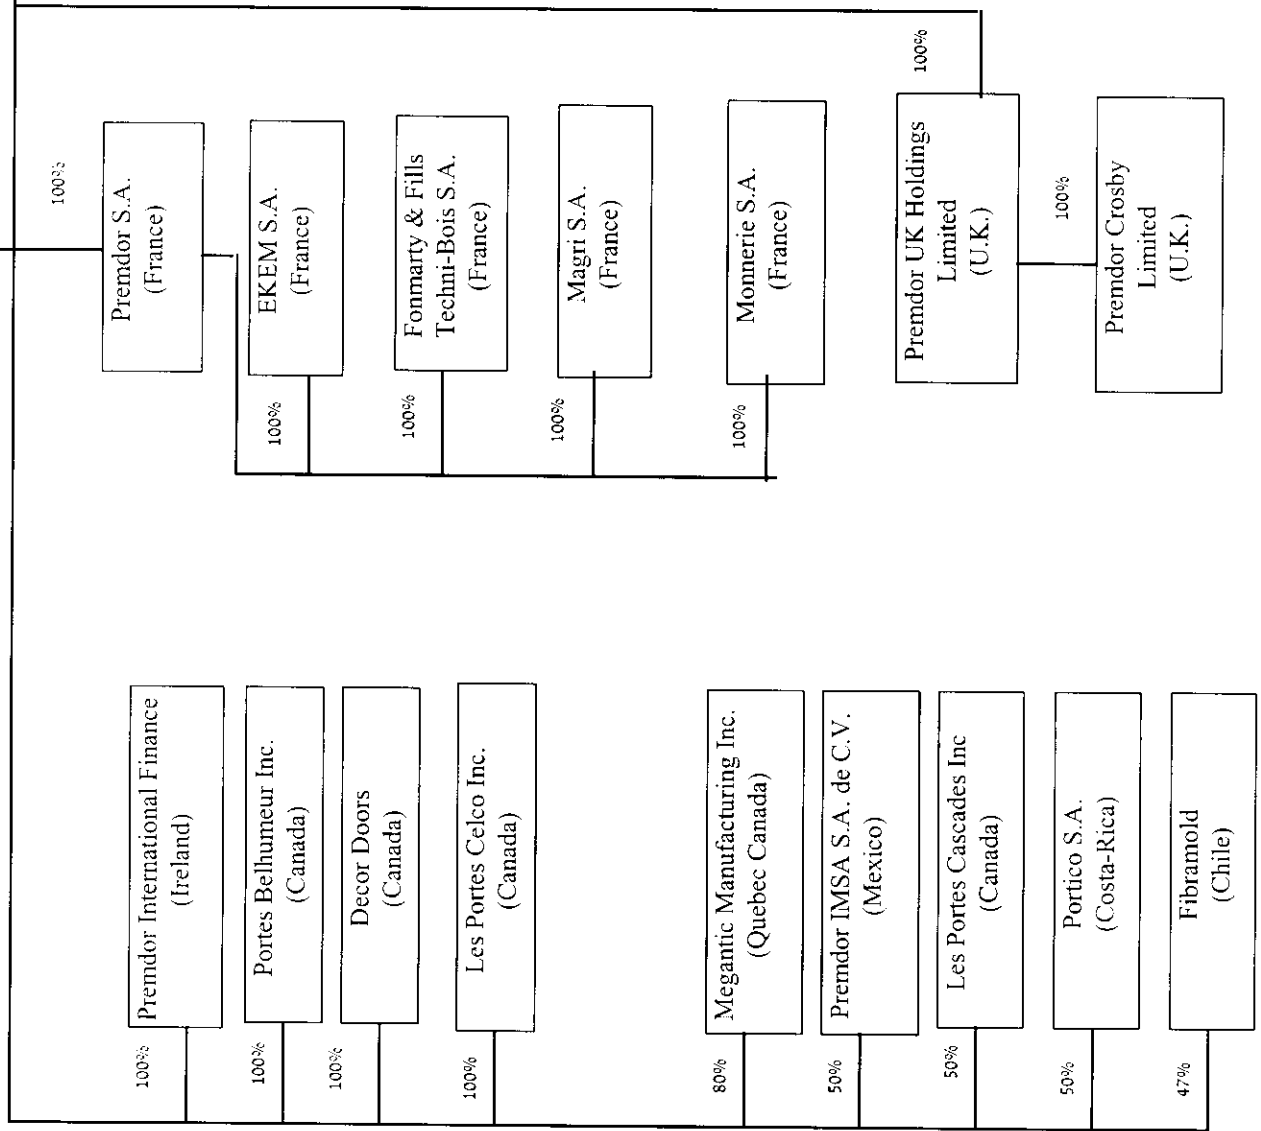 100%
Premdor International Finance
(Ireland)
100%
Portes Belhumeur Inc.
(Canada)
100%
Decor Doors
(Canada)
100%
Les Portes Celco Inc.
(Canada)
80%
Megantic Manufacturing Inc.
(Quebec Canada)
50%
Premdor IMSA S.A. de C.V.
(Mexico)
50%
Les Portes Cascades Inc
(Canada)
50%
Portico S.A.
(Costa-Rica)
47%
Fibramold
(Chile)
100%
Premdor S.A.
(France)
100%
EKEM S.A.
(France)
100%
Fonmarty & Fills
Techni-Bois S.A.
(France)
100%
Magri S.A.
(France)
100%
Monnerie S.A.
(France)
100%
Premdor UK Holdings
Limited
(U.K.)
100%
Premdor Crosby
Limited
(U.K.)